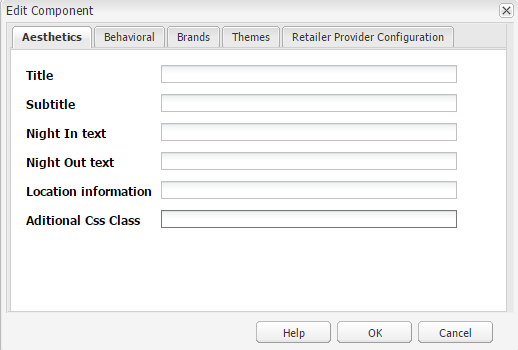 Edit Component
Aesthetics Behavioral Brands Themes Retailer Provider Configuration
Title
Subtitle
Night In text
Night Out text
Location information
Aditional Css Class
Help OK Cancel